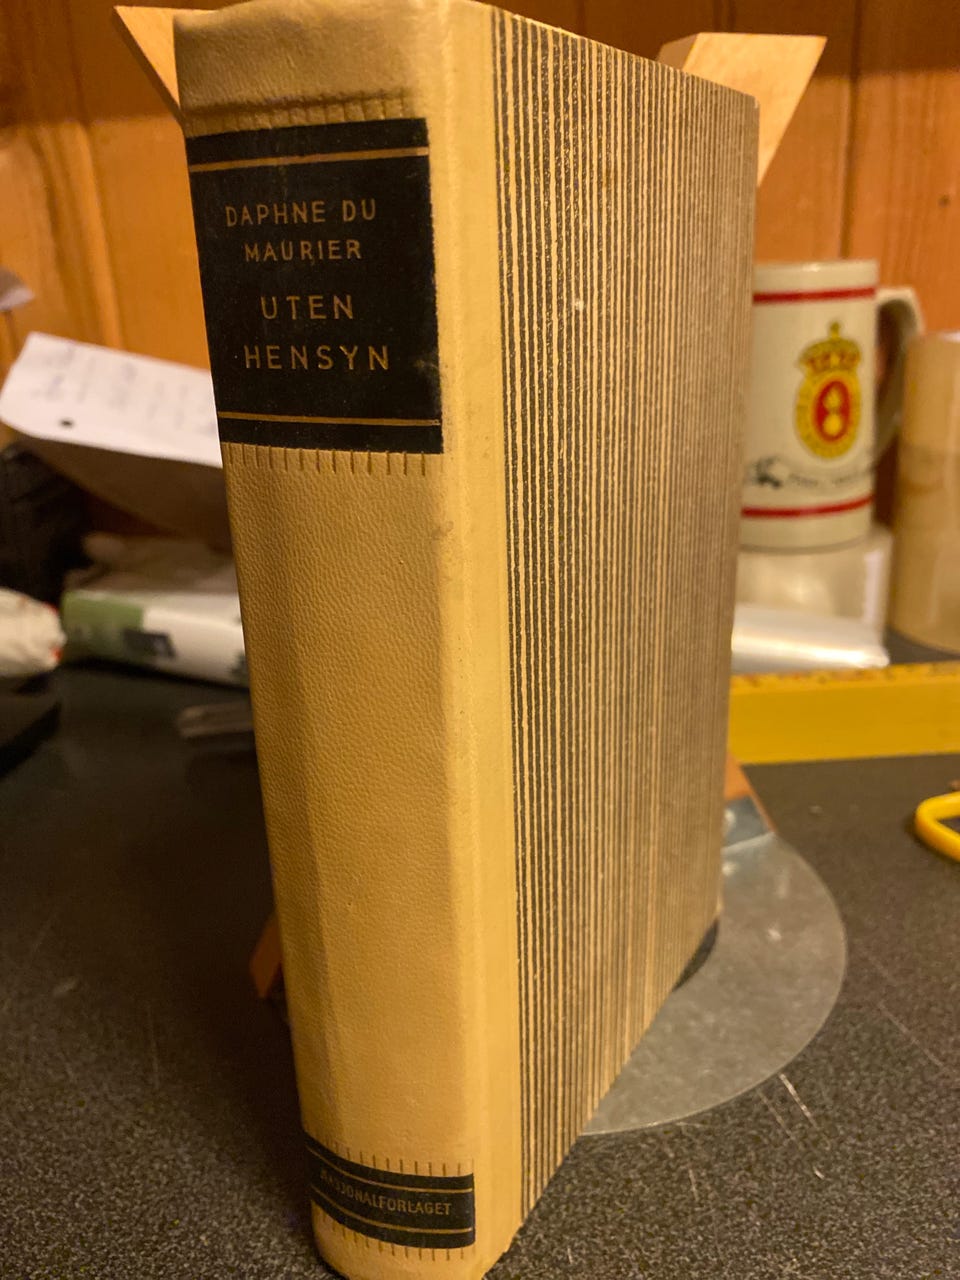 DAPHNE DU
MAURIER
UTEN
HENSYN
NASJONALFORLAGET